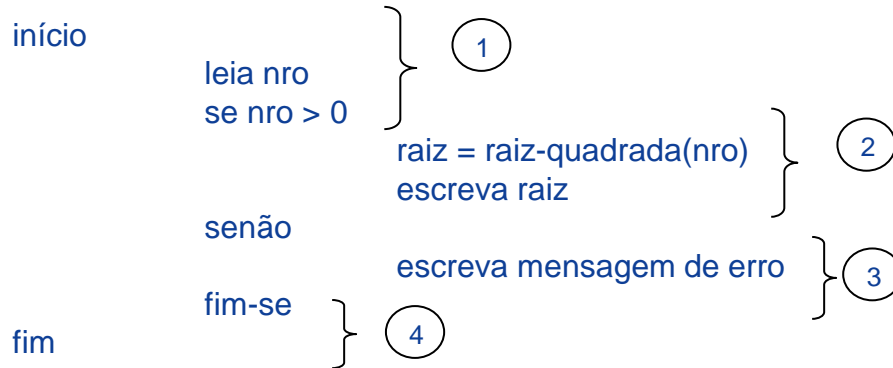 início
1
leia nro
se nro > 0
2
raiz = raiz-quadrada(nro)
escreva raiz
senão
escreva mensagem de erro
3
fim-se
4
fim